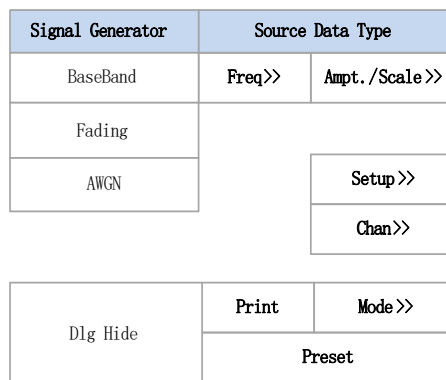 Signal Generator Source Data Type
BaseBand Freq>> Ampt./Scale>>
Fading
AWGN Setup>>
Chan>>
Dlg Hide Print Mode>>
Preset